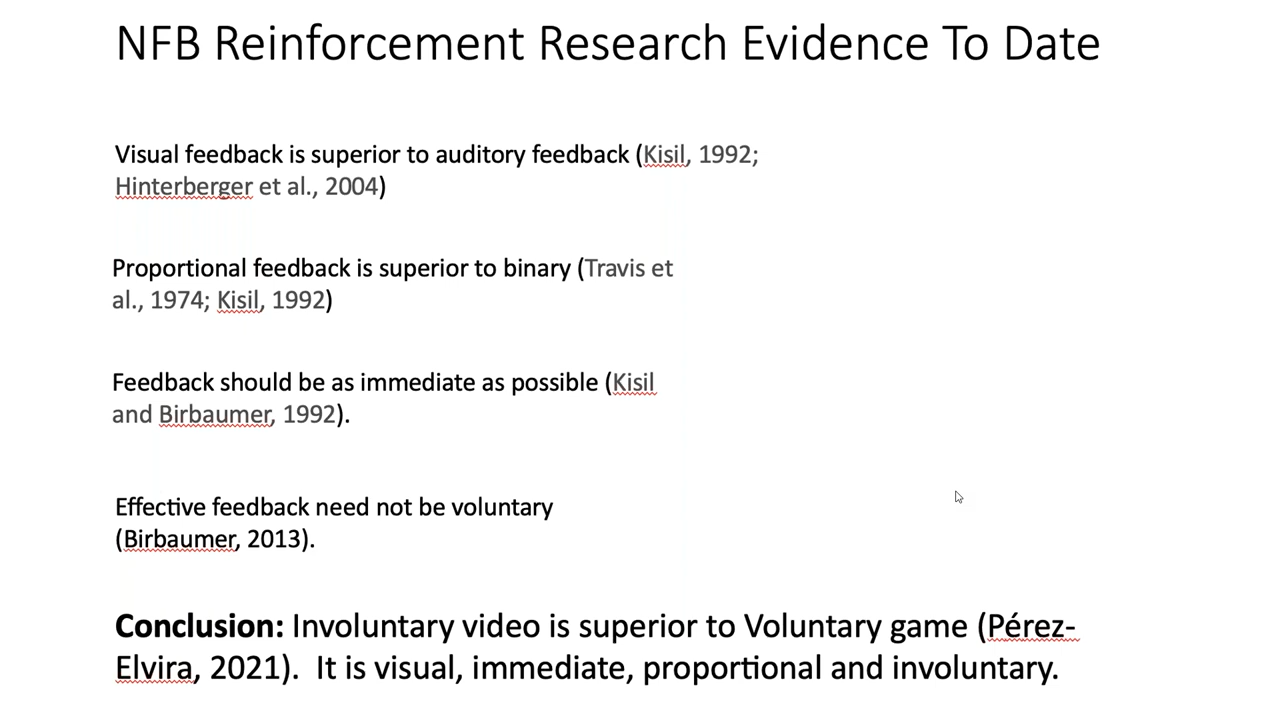 NFB Reinforcement Research Evidence To Date
Visual feedback is superior to auditory feedback (Kisil, 1992;
Hinterberger et al., 2004)
Proportional feedback is superior to binary (Travis et
al., 1974; Kisil, 1992)
Feedback should be as immediate as possible (Kisil
and Birbaumer, 1992).
Effective feedback need not be voluntary
(Birbaumer, 2013).
Conclusion: Involuntary video is superior to Voluntary game (Pérez-
Elvira, 2021).  It is visual, immediate, proportional and involuntary.